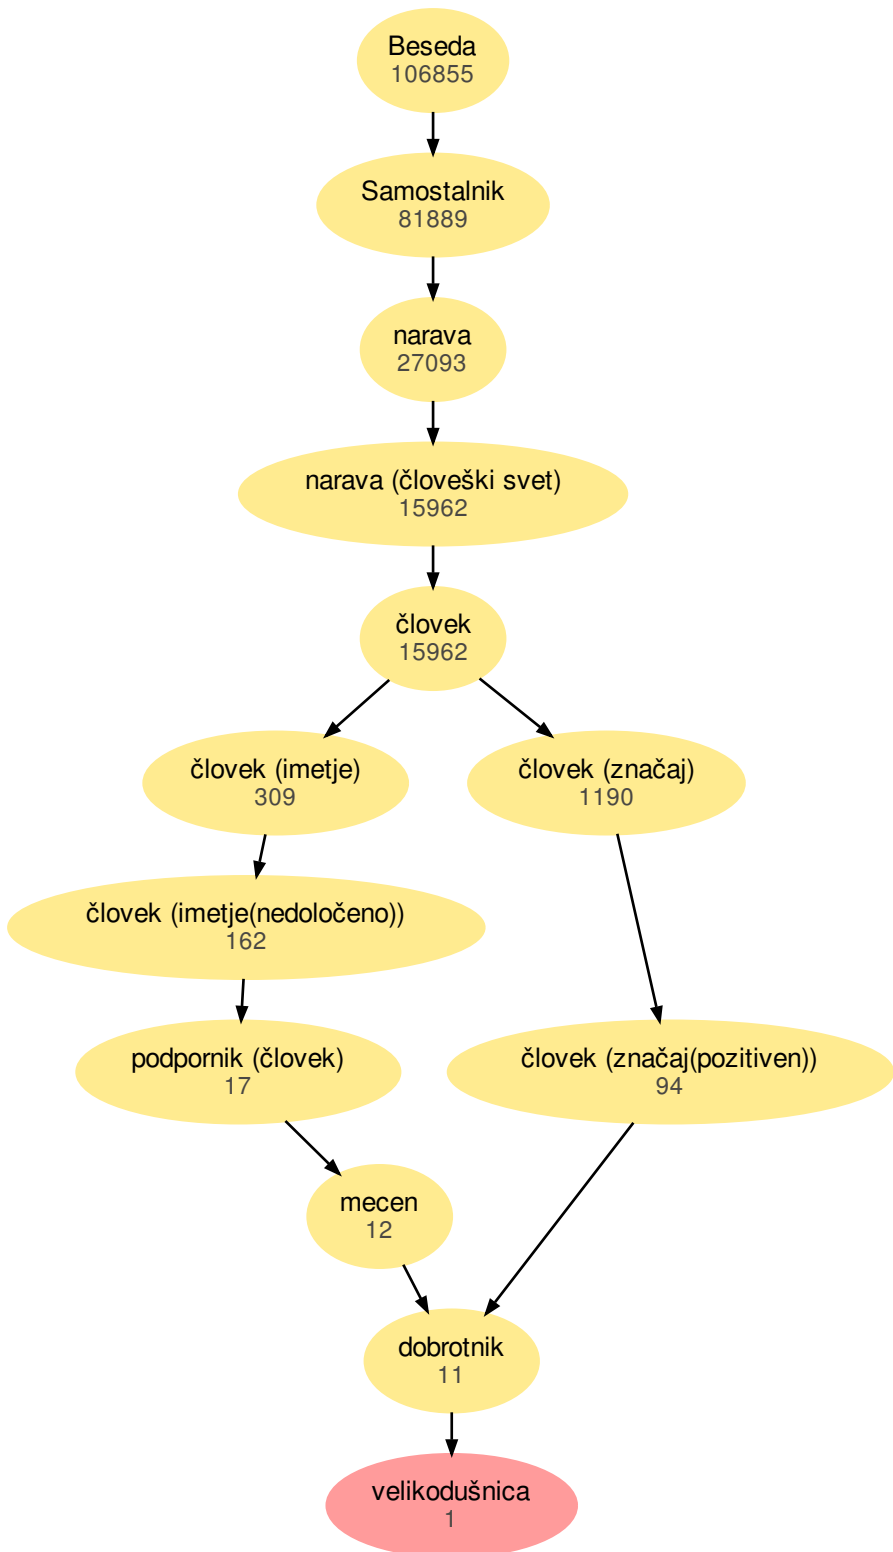 Beseda
106855
Samostalnik
81889
narava
27093
narava (človeški svet)
15962
človek
15962
človek (imetje)
309
človek (značaj)
1190
človek (imetje(nedoločeno))
162
podpornik (človek)
17
človek (značaj(pozitiven))
94
mecen
12
dobrotnik
11
velikodušnica
1